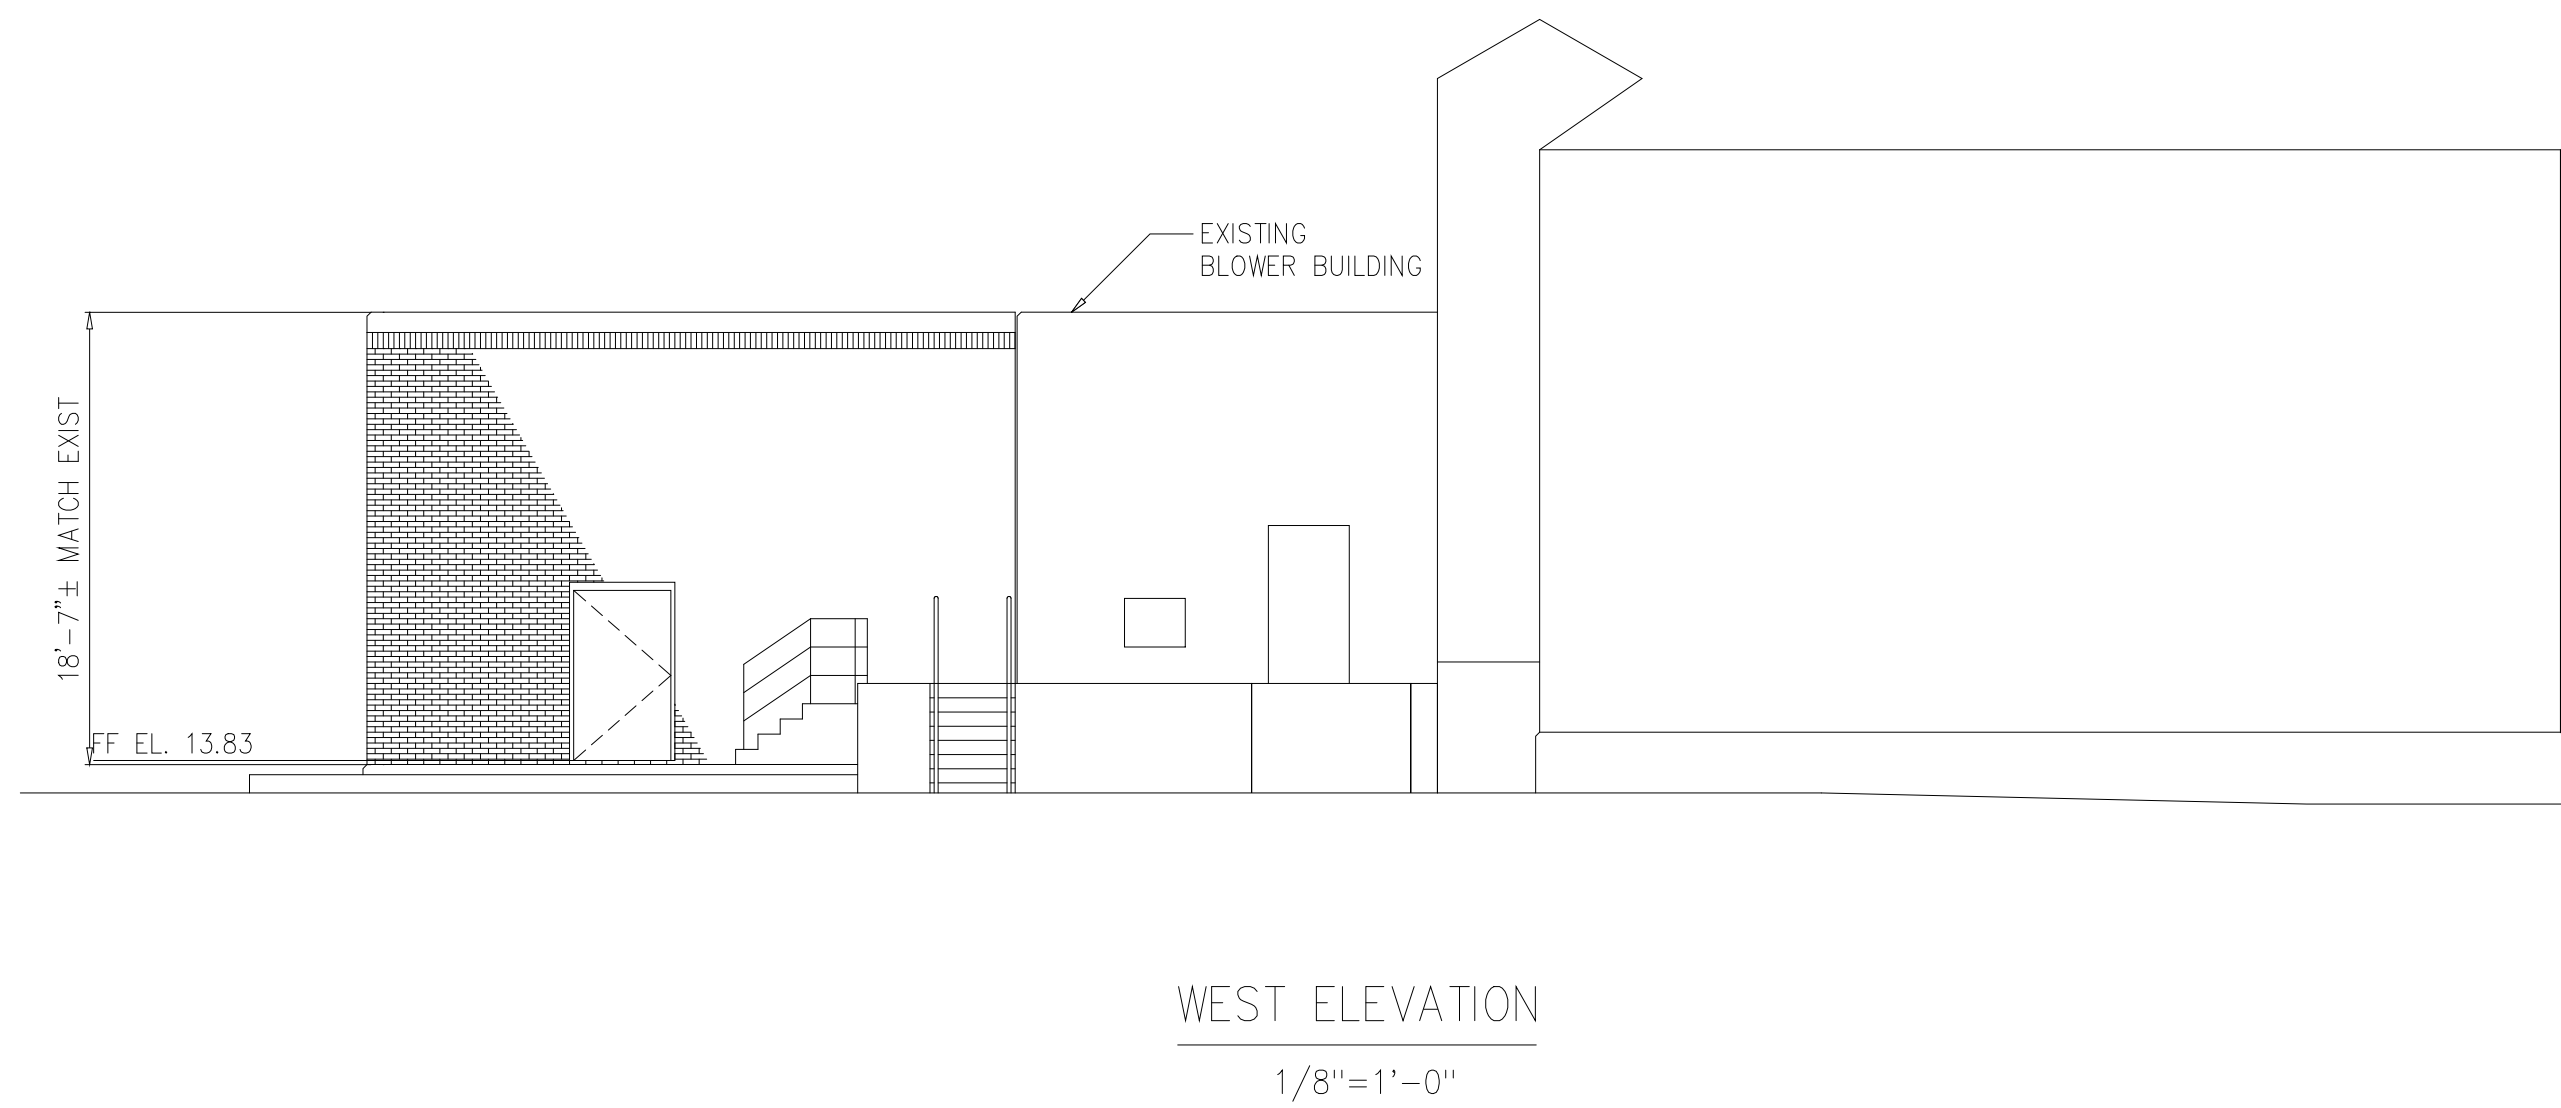 EXISTING
BLOWER BUILDING
18'-7"± MATCH EXIST
FF EL. 13.83
WEST ELEVATION
1/8"=1'-0"